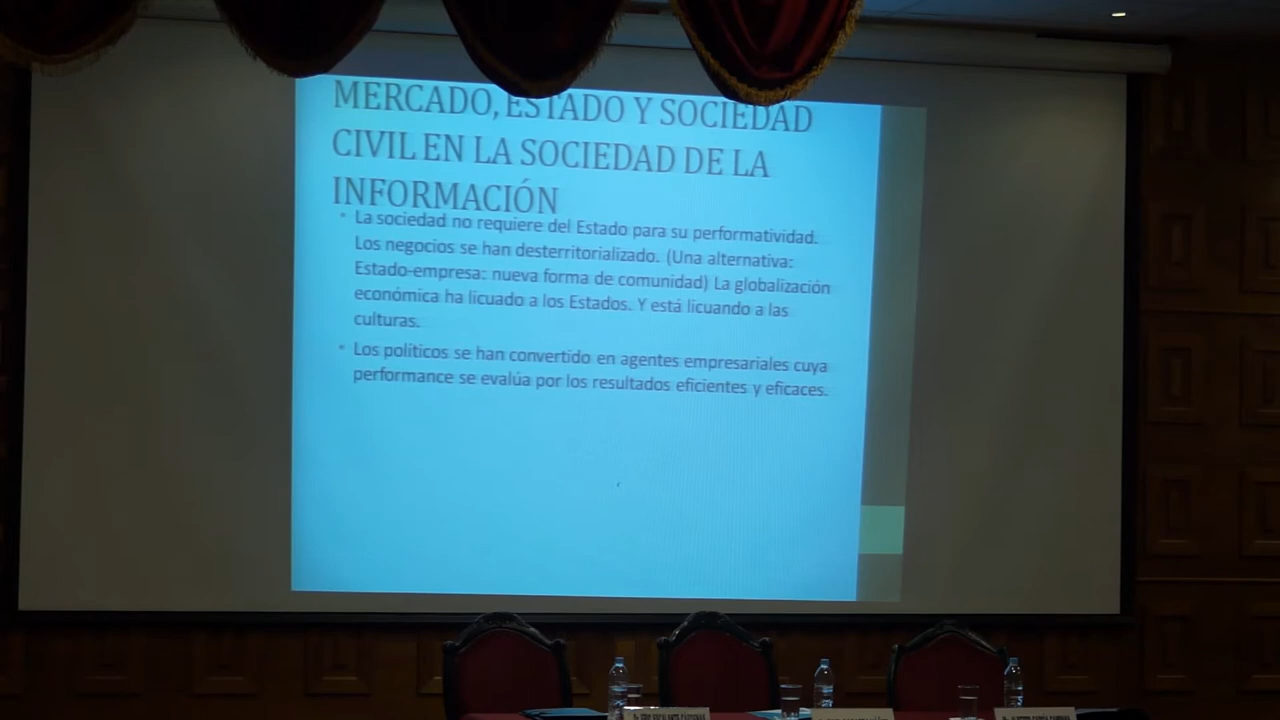 MERCADO, ESTADO Y SOCIEDAD
CIVIL EN LA SOCIEDAD DE LA
INFORMACIÓN
• La sociedad no requiere del Estado para su performatividad.
Los negocios se han desterritorializado. (Una alternativa:
Estado-empresa: nueva forma de comunidad) La globalización
económica ha licuado a los Estados. Y está licuando a las
culturas.
• Los políticos se han convertido en agentes empresariales cuya
performance se evalúa por los resultados eficientes y eficaces.